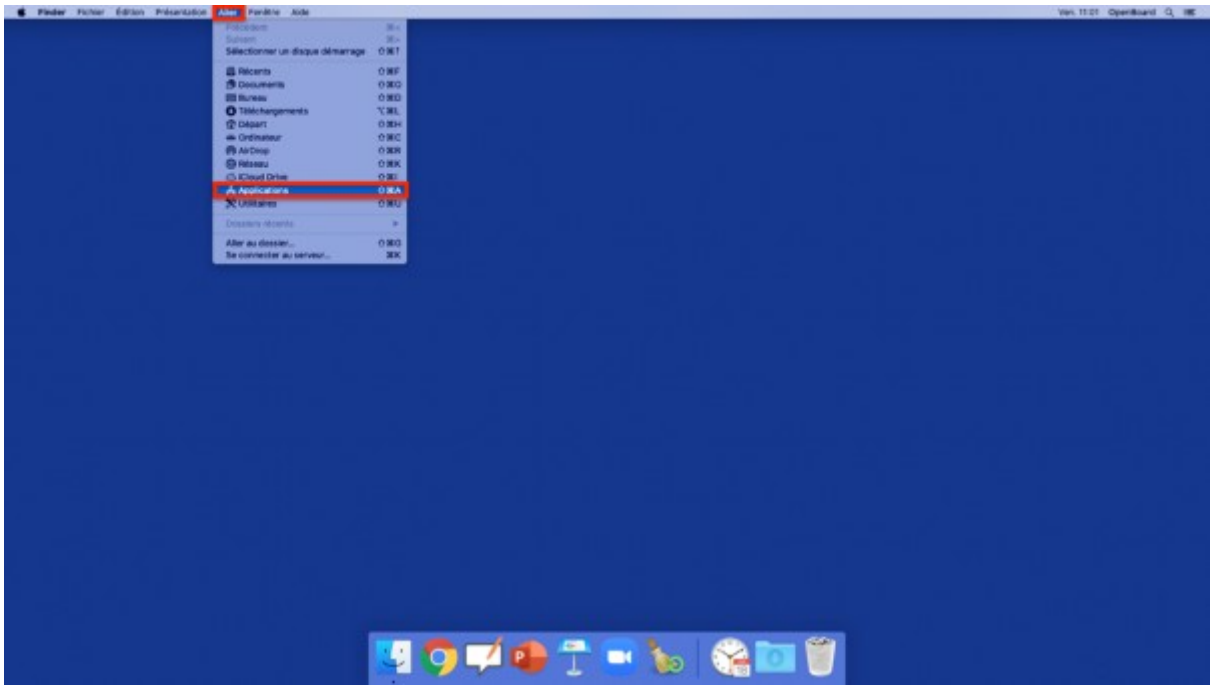 Finder Fichier Édition Présentation Aller Fenêtre Aide Ven. 11:01 OpenBoard
Précédent
Suivant
Sélectionner un disque démarrage
Récents ⇧⌘F
Documents ⇧⌘O
Bureau ⇧⌘D
Téléchargements ⌥⌘L
Départ ⇧⌘H
Ordinateur ⇧⌘C
AirDrop ⇧⌘R
Réseau ⇧⌘K
iCloud Drive ⇧⌘I
Applications ⇧⌘A
Utilitaires ⇧⌘U
Dossiers récents
Aller au dossier... ⇧⌘G
Se connecter au serveur... ⌘K
P